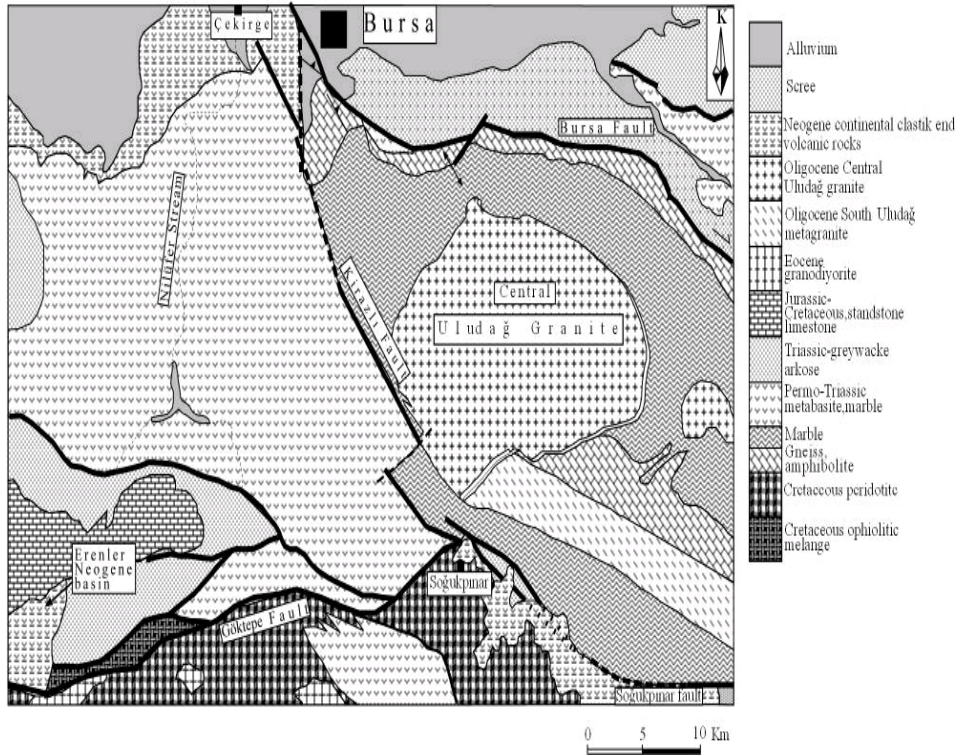 Çekirge
Bursa
K
Bursa Fault
Nilüfer Stream
Kirazlı Fault
Central
Uludağ Granite
Erenler
Neogene
basin
Göktepe Fault
Soğukpınar
Soğukpınar fault
0 5 10 Km
Alluvium
Scree
Neogene continental clastik end
volcanic rocks
Oligocene Central
Uludağ granite
Oligocene South Uludağ
metagranite
Eocene
granodiyorite
Jurassic-
Cretaceous,standstone
limestone
Triassic-greywacke
arkose
Permo-Triassic
metabasite,marble
Marble
Gneiss,
amphibolite
Cretaceous peridotite
Cretaceous ophiolitic
melange